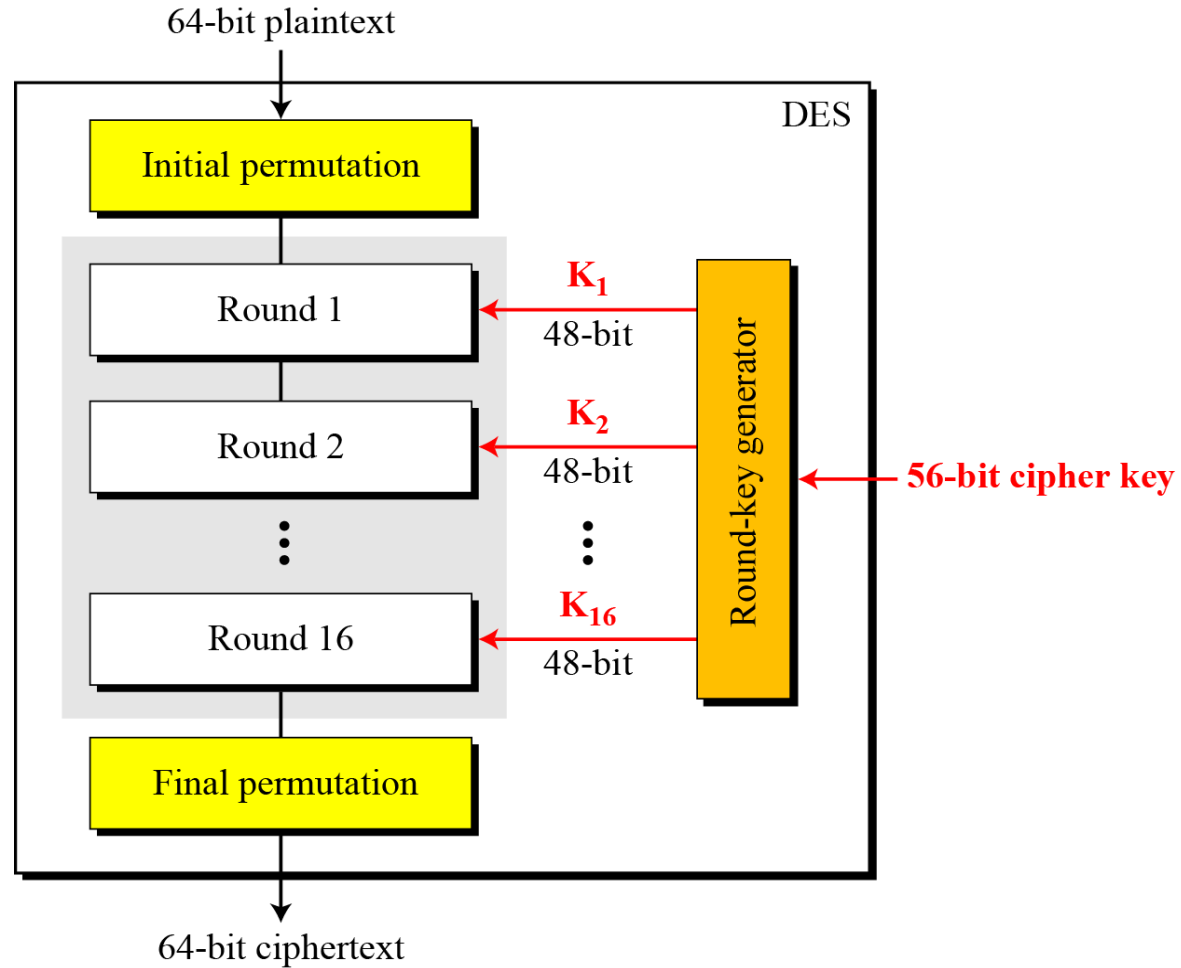 64-bit plaintext
DES
Initial permutation
Round 1
K₁
48-bit
Round 2
K₂
48-bit
Round 16
K₁₆
48-bit
Round-key generator
56-bit cipher key
Final permutation
64-bit ciphertext